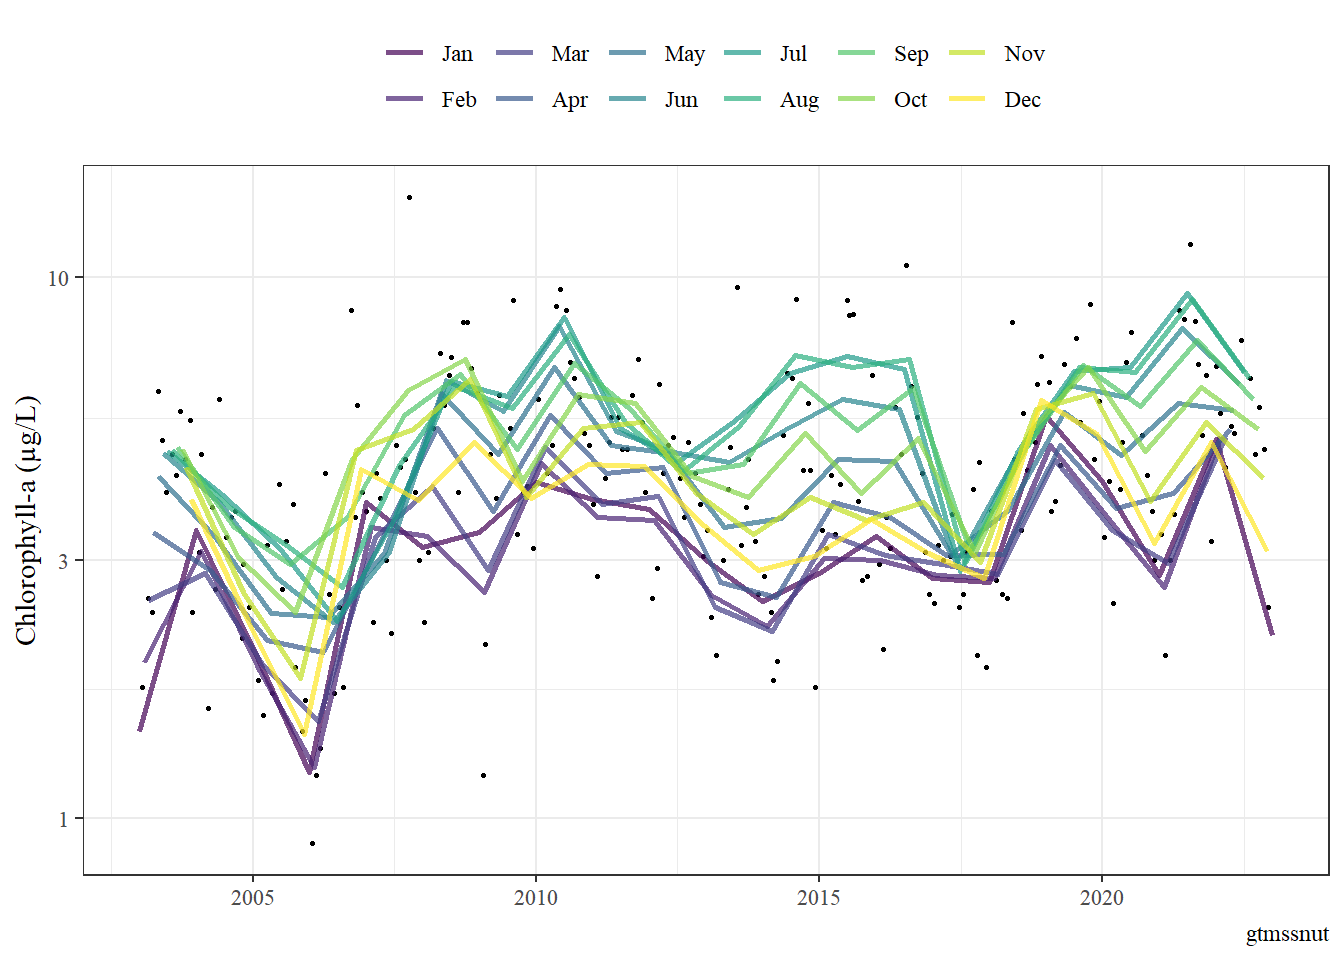 Jan Mar May Jul Sep Nov
Feb Apr Jun Aug Oct Dec
Chlorophyll-a (µg/L)
10
3
1
2005 2010 2015 2020
gtmssnut